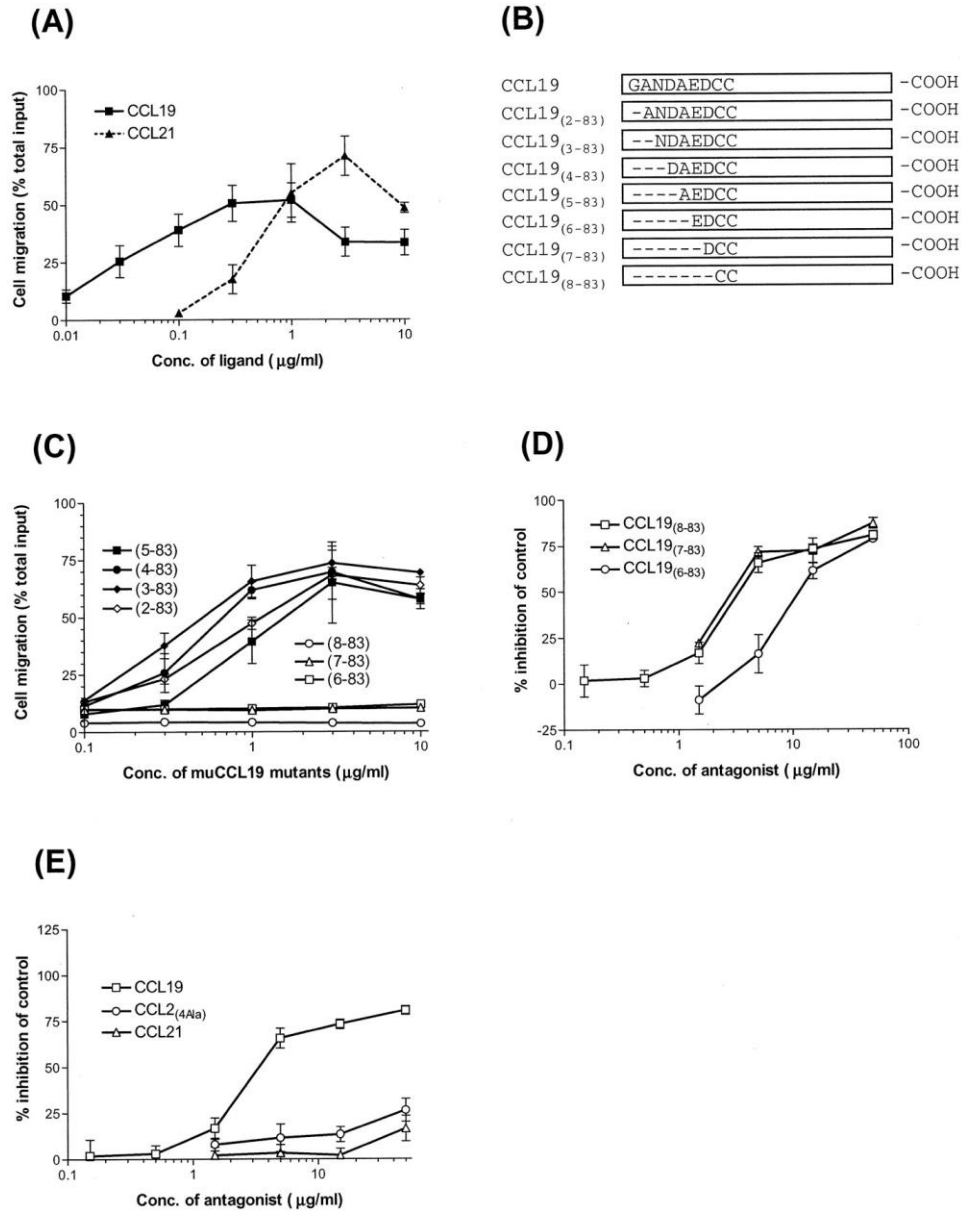 (A)
Cell migration (% total input)
100
75
50
25
0
CCL19
CCL21
0.01
0.1
1
10
Conc. of ligand ( μg/ml)
(B)
CCL19 GANDAEDCC -COOH
CCL19(2-83) -ANDAEDCC -COOH
CCL19(3-83) --NDAEDCC -COOH
CCL19(4-83) ---DAEDCC -COOH
CCL19(5-83) ----AEDCC -COOH
CCL19(6-83) -----EDCC -COOH
CCL19(7-83) ------DCC -COOH
CCL19(8-83) -------CC -COOH
(C)
Cell migration (% total input)
100
75
50
25
0
(5-83)
(4-83)
(3-83)
(2-83)
(8-83)
(7-83)
(6-83)
0.1
1
10
Conc. of muCCL19 mutants (μg/ml)
(D)
% inhibition of control
100
75
50
25
0
-25
CCL19(8-83)
CCL19(7-83)
CCL19(6-83)
0.1
1
10
100
Conc. of antagonist ( μg/ml)
(E)
% inhibition of control
125
100
75
50
25
0
CCL19
CCL2(4Ala)
CCL21
0.1
1
10
Conc. of antagonist ( μg/ml)